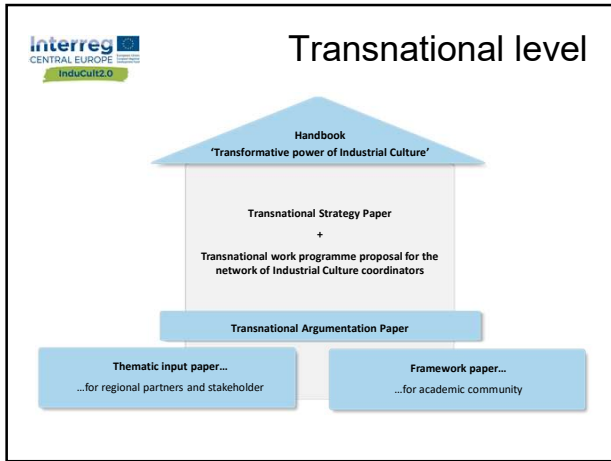 Interreg
CENTRAL EUROPE
InduCult2.0
Transnational level
Handbook
‘Transformative power of Industrial Culture’
Transnational Strategy Paper
+
Transnational work programme proposal for the
network of Industrial Culture coordinators
Transnational Argumentation Paper
Thematic input paper...
...for regional partners and stakeholder
Framework paper...
...for academic community